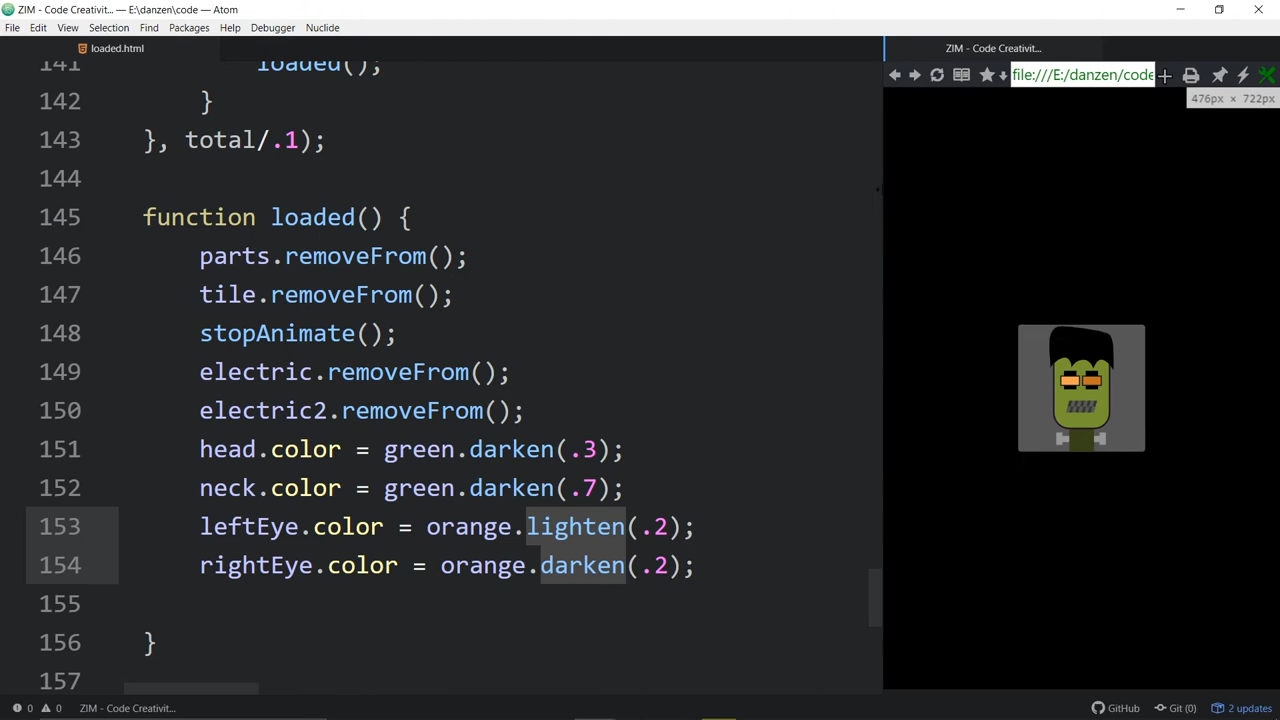 ZIM - Code Creativit... — E:\danzen\code — Atom
File Edit View Selection Find Packages Help Debugger Nuclide
loaded.html
ZIM - Code Creativit...
file:///E:/danzen/code
476px × 722px
141 loaded();
142 }
143 }, total/.1);
144
145 function loaded() {
146 parts.removeFrom();
147 tile.removeFrom();
148 stopAnimate();
149 electric.removeFrom();
150 electric2.removeFrom();
151 head.color = green.darken(.3);
152 neck.color = green.darken(.7);
153 leftEye.color = orange.lighten(.2);
154 rightEye.color = orange.darken(.2);
155
156 }
157
0 0 ZIM - Code Creativit...
GitHub Git (0) 2 updates